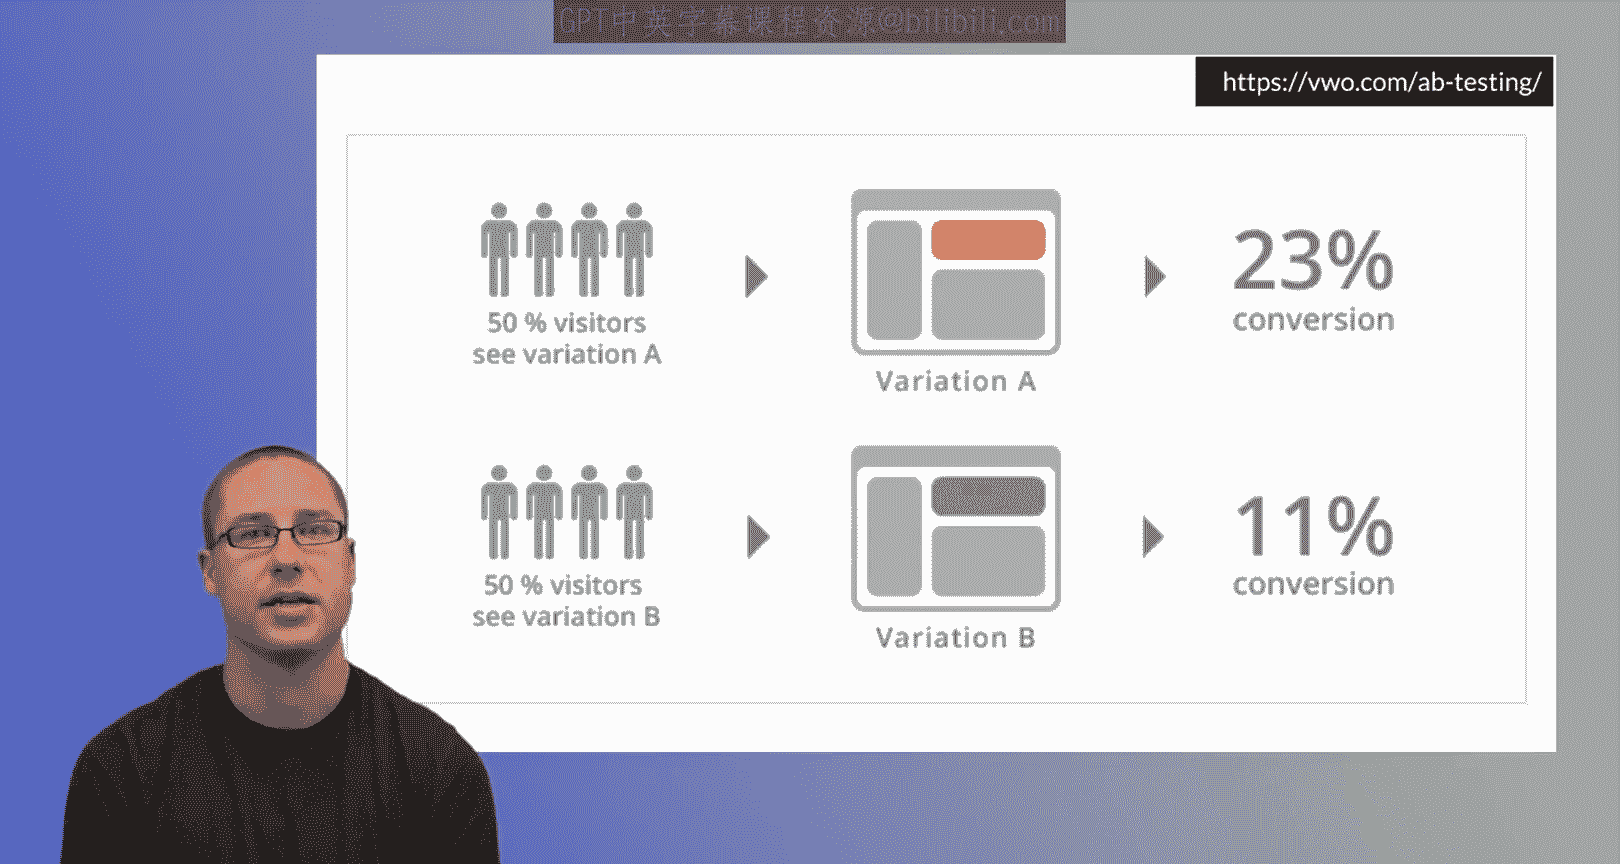 GPT中英字幕课程资源@bilibili.com
https://vwo.com/ab-testing/
50 % visitors
see variation A
Variation A
23%
conversion
50 % visitors
see variation B
Variation B
11%
conversion